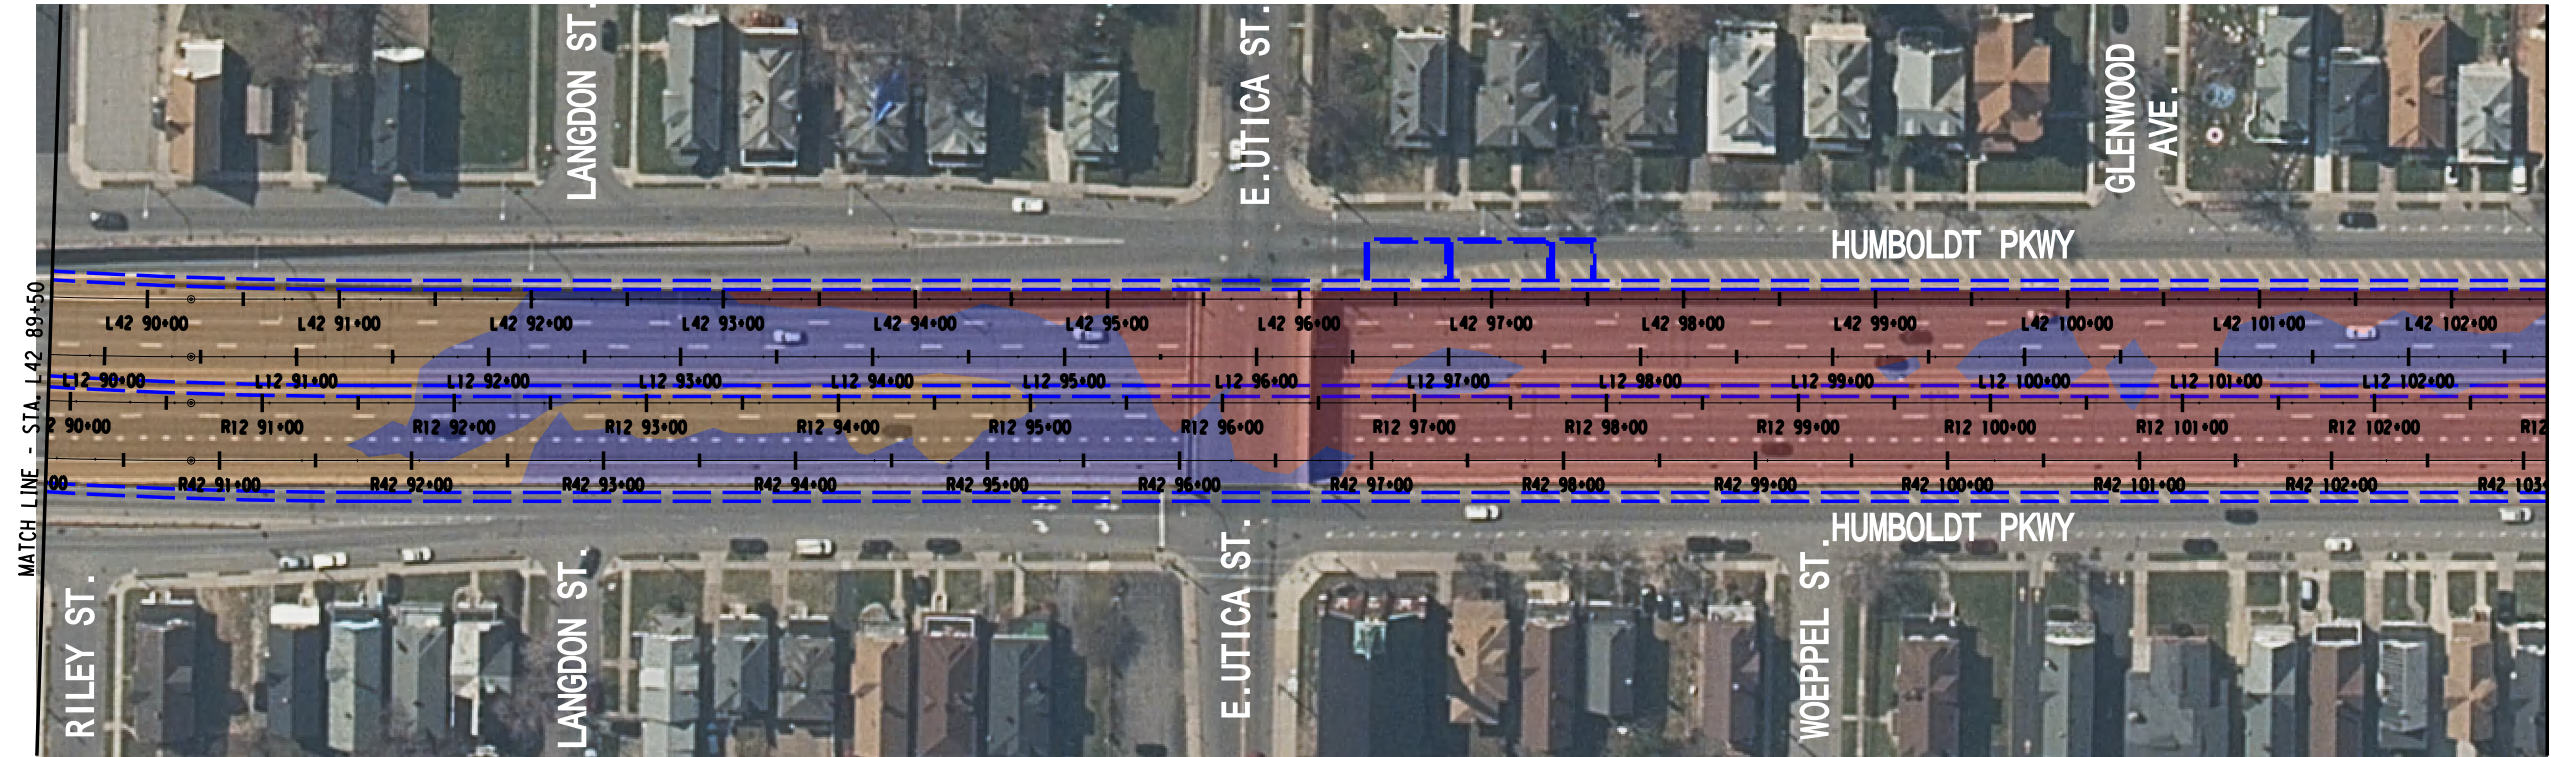 LANGDON ST.
E.UTICA ST.
GLENWOOD
AVE.
HUMBOLDT PKWY
MATCH LINE - STA. L42 89+50
L42 90+00
L42 91+00
L42 92+00
L42 93+00
L42 94+00
L42 95+00
L42 96+00
L42 97+00
L42 98+00
L42 99+00
L42 100+00
L42 101+00
L42 102+00
L12 90+00
L12 91+00
L12 92+00
L12 93+00
L12 94+00
L12 95+00
L12 96+00
L12 97+00
L12 98+00
L12 99+00
L12 100+00
L12 101+00
L12 102+00
2 90+00
R12 91+00
R12 92+00
R12 93+00
R12 94+00
R12 95+00
R12 96+00
R12 97+00
R12 98+00
R12 99+00
R12 100+00
R12 101+00
R12 102+00
R12
00
R42 91+00
R42 92+00
R42 93+00
R42 94+00
R42 95+00
R42 96+00
R42 97+00
R42 98+00
R42 99+00
R42 100+00
R42 101+00
R42 102+00
R42 103+
HUMBOLDT PKWY
RILEY ST.
LANGDON ST.
E.UTICA ST.
WOEPPEL ST.